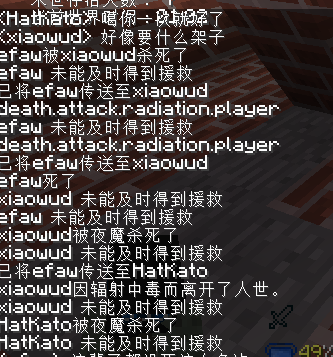 <HatKato>
<xiaowud> 好像要什么架子
efaw被xiaowud杀死了
efaw 未能及时得到援救
已将efaw传送至xiaowud
death.attack.radiation.player
efaw 未能及时得到援救
death.attack.radiation.player
已将efaw传送至xiaowud
efaw死了
xiaowud 未能及时得到援救
efaw 未能及时得到援救
xiaowud被夜魔杀死了
xiaowud 未能及时得到援救
已将efaw传送至HatKato
xiaowud因辐射中毒而离开了人世。
xiaowud 未能及时得到援救
HatKato被夜魔杀死了
HatKato 未能及时得到援救